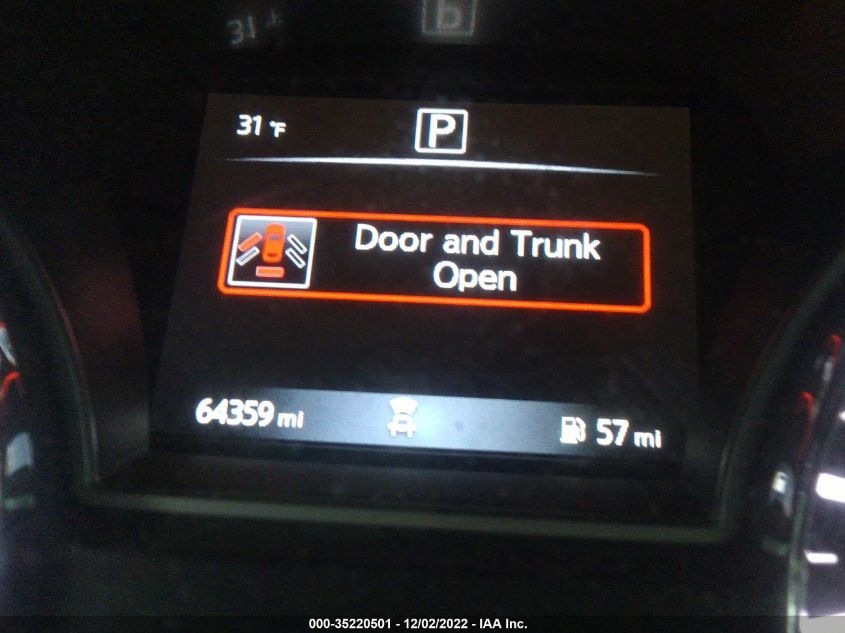 31 °F
P
Door and Trunk
Open
64359 mi
57 mi
000-35220501 - 12/02/2022 - IAA Inc.